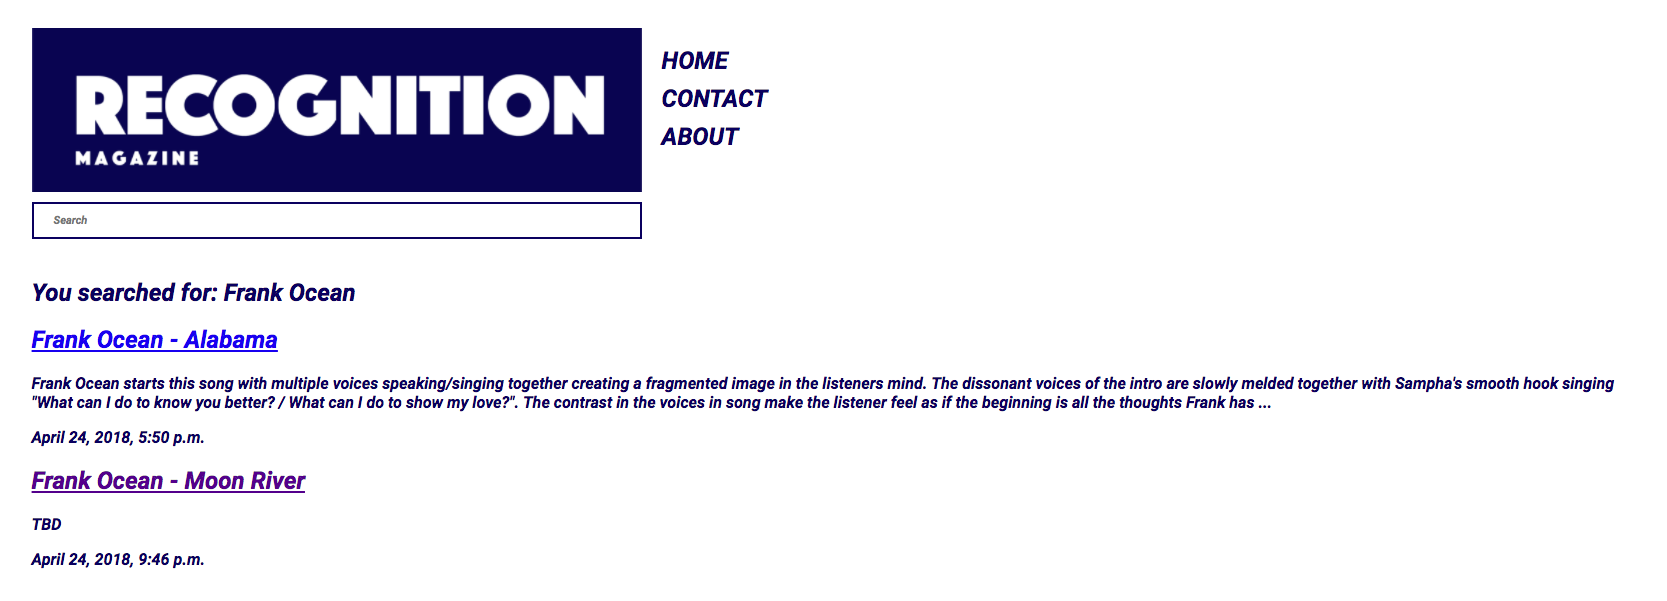 RECOGNITION
MAGAZINE
HOME
CONTACT
ABOUT
Search
You searched for: Frank Ocean
Frank Ocean - Alabama
Frank Ocean starts this song with multiple voices speaking/singing together creating a fragmented image in the listeners mind. The dissonant voices of the intro are slowly melded together with Sampha's smooth hook singing
"What can I do to know you better? / What can I do to show my love?". The contrast in the voices in song make the listener feel as if the beginning is all the thoughts Frank has ...
April 24, 2018, 5:50 p.m.
Frank Ocean - Moon River
TBD
April 24, 2018, 9:46 p.m.